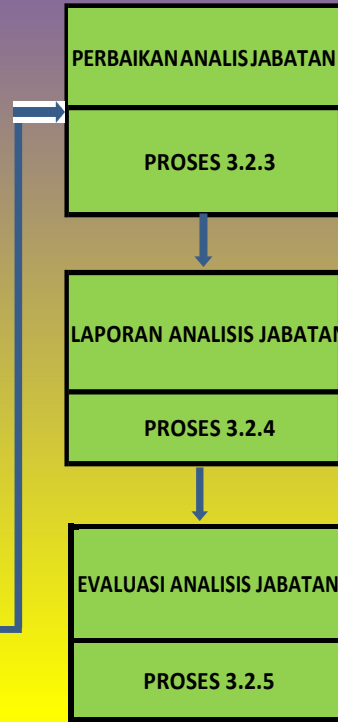 PERBAIKAN ANALIS JABATAN
PROSES 3.2.3
LAPORAN ANALISIS JABATAN
PROSES 3.2.4
EVALUASI ANALISIS JABATAN
PROSES 3.2.5